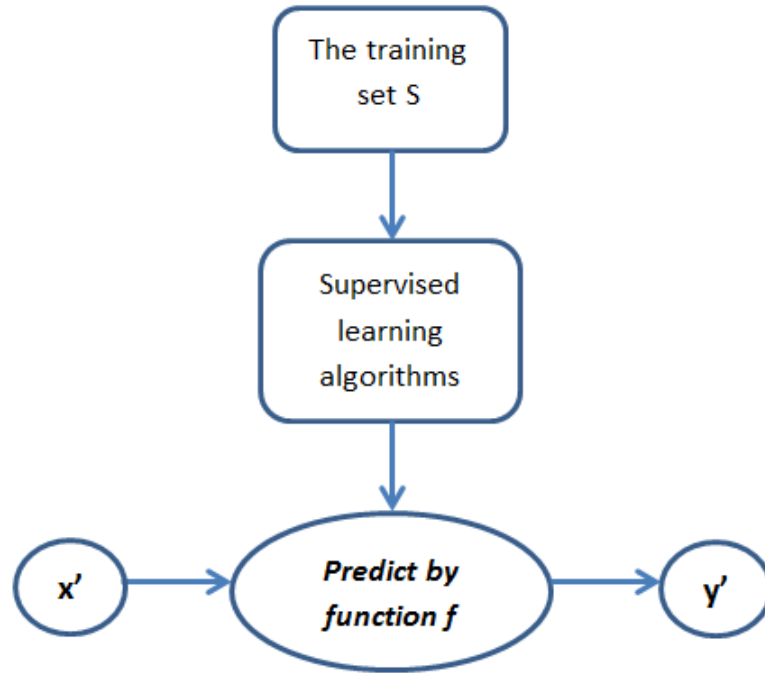 The training
set S
Supervised
learning
algorithms
x’
Predict by
function f
y’